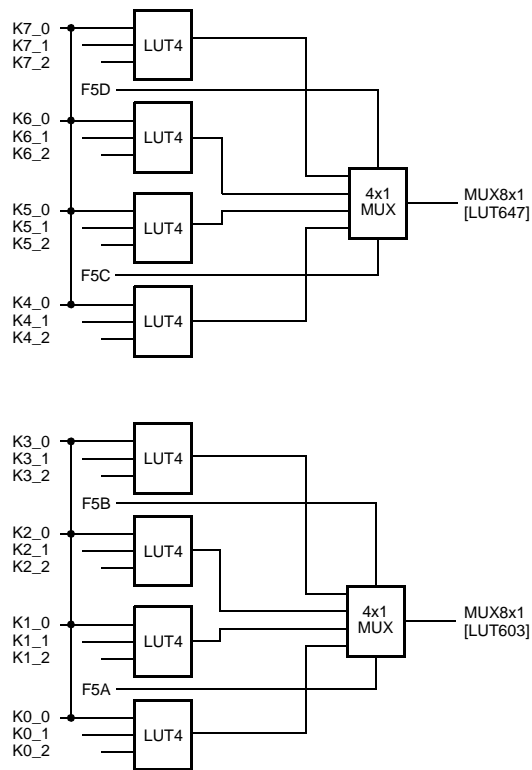 K7_0
K7_1
K7_2
LUT4
F5D
K6_0
K6_1
K6_2
LUT4
4x1
MUX
MUX8x1
[LUT647]
K5_0
K5_1
K5_2
LUT4
F5C
K4_0
K4_1
K4_2
LUT4
K3_0
K3_1
K3_2
LUT4
F5B
K2_0
K2_1
K2_2
LUT4
4x1
MUX
MUX8x1
[LUT603]
K1_0
K1_1
K1_2
LUT4
F5A
K0_0
K0_1
K0_2
LUT4